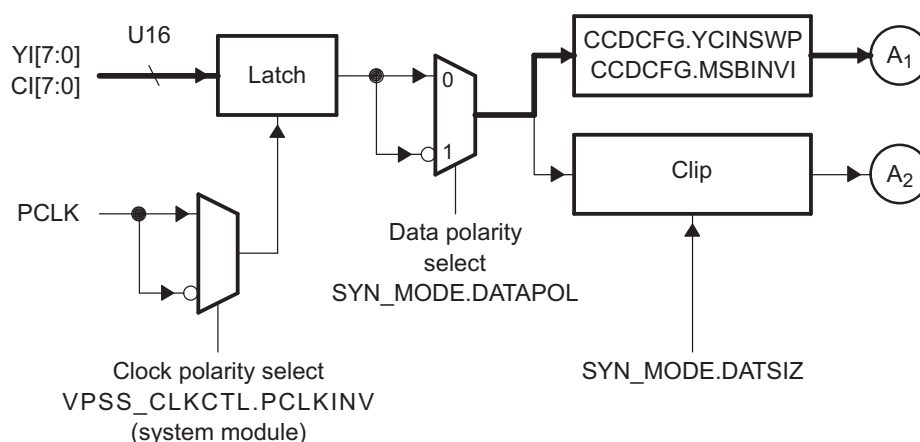 U16
YI[7:0]
CI[7:0]
Latch
0
1
CCDCFG.YCINSWP
CCDCFG.MSBINVI
A1
Clip
A2
PCLK
Data polarity
select
SYN_MODE.DATAPOL
SYN_MODE.DATSIZ
Clock polarity select
VPSS_CLKCTL.PCLKINV
(system module)